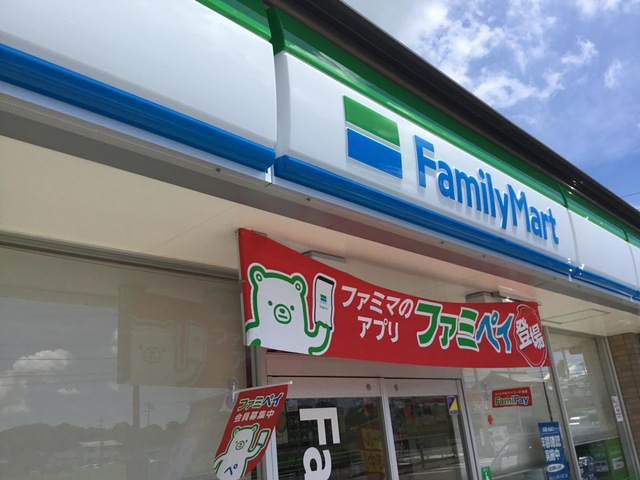 FamilyMart
ファミマの
アプリ
ファミペイ
登場
ファミペイ
会員募集中
ペ
Fa
FamiPay